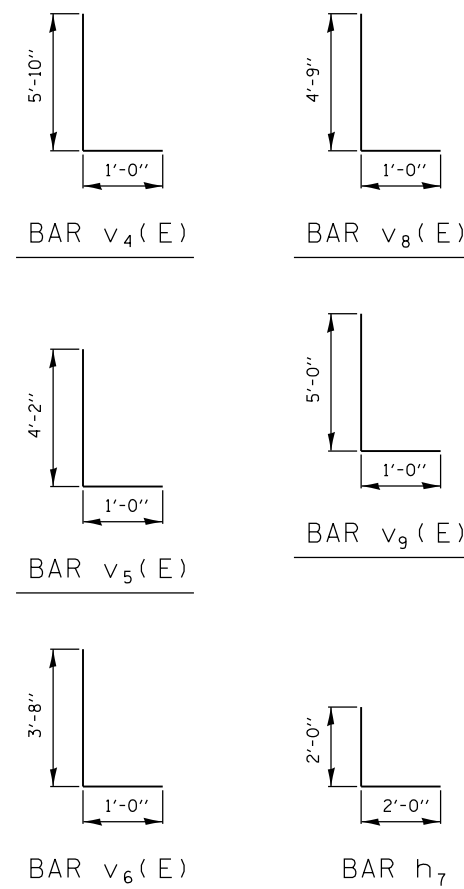 5'-10"
1'-0"
BAR v4(E)
4'-9"
1'-0"
BAR v8(E)
4'-2"
1'-0"
BAR v5(E)
5'-0"
1'-0"
BAR v9(E)
3'-8"
1'-0"
BAR v6(E)
2'-0"
2'-0"
BAR h7